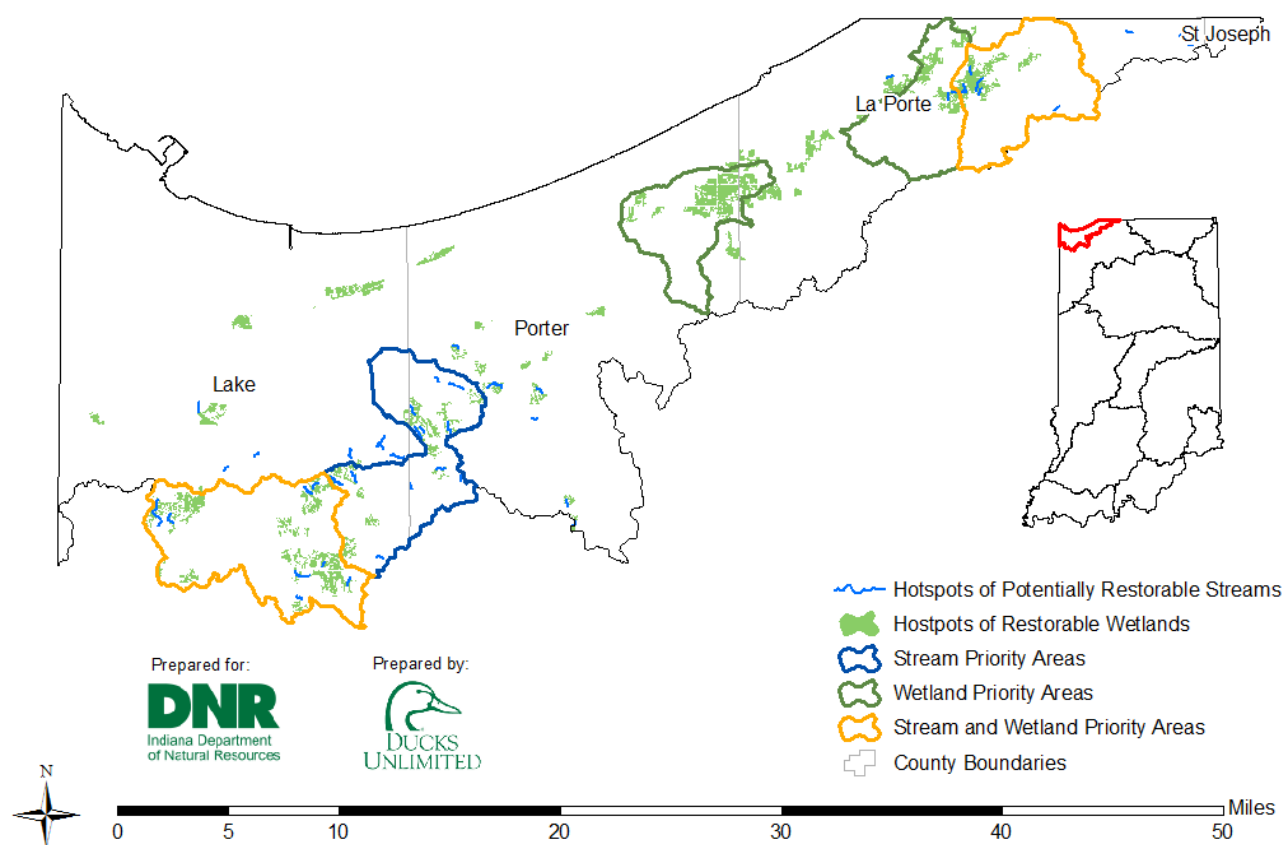 St Joseph
La Porte
Porter
Lake
Hotspots of Potentially Restorable Streams
Hostpots of Restorable Wetlands
Stream Priority Areas
Wetland Priority Areas
Stream and Wetland Priority Areas
County Boundaries
Prepared for:
DNR
Indiana Department
of Natural Resources
Prepared by:
DUCKS
UNLIMITED
N
Miles
0 5 10 20 30 40 50